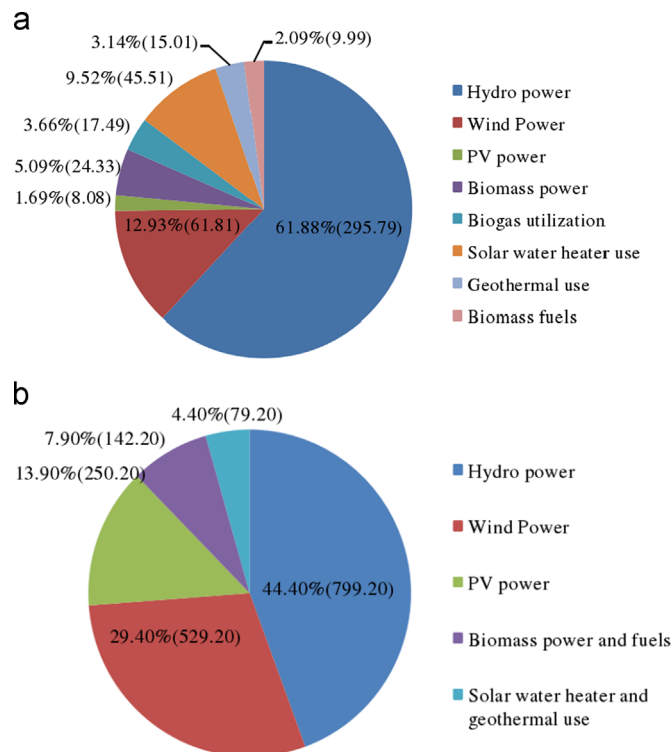 a
3.14%(15.01)
2.09%(9.99)
9.52%(45.51)
3.66%(17.49)
5.09%(24.33)
1.69%(8.08)
12.93%(61.81)
61.88%(295.79)
Hydro power
Wind Power
PV power
Biomass power
Biogas utilization
Solar water heater use
Geothermal use
Biomass fuels
b
4.40%(79.20)
7.90%(142.20)
13.90%(250.20)
44.40%(799.20)
29.40%(529.20)
Hydro power
Wind Power
PV power
Biomass power and fuels
Solar water heater and
geothermal use